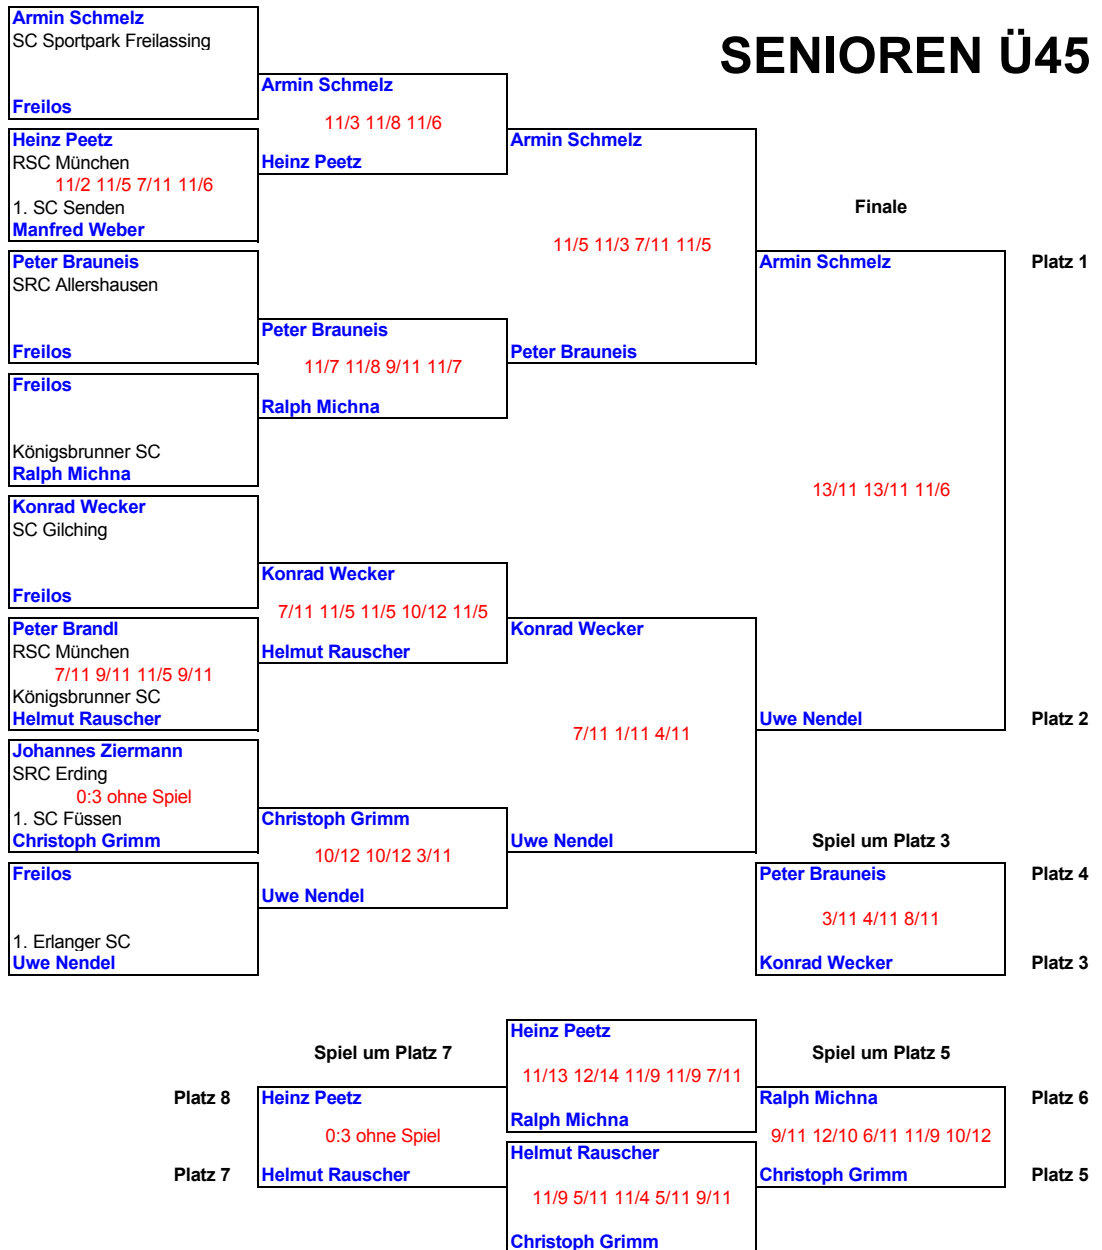 SENIOREN Ü45
Armin Schmelz
SC Sportpark Freilassing
Freilos
Heinz Peetz
RSC München
11/2 11/5 7/11 11/6
1. SC Senden
Manfred Weber
Peter Brauneis
SRC Allershausen
Freilos
Freilos
Königsbrunner SC
Ralph Michna
Konrad Wecker
SC Gilching
Freilos
Peter Brandl
RSC München
7/11 9/11 11/5 9/11
Königsbrunner SC
Helmut Rauscher
Johannes Ziermann
SRC Erding
0:3 ohne Spiel
1. SC Füssen
Christoph Grimm
Freilos
1. Erlanger SC
Uwe Nendel
Armin Schmelz
11/3 11/8 11/6
Heinz Peetz
Peter Brauneis
11/7 11/8 9/11 11/7
Ralph Michna
Konrad Wecker
7/11 11/5 11/5 10/12 11/5
Helmut Rauscher
Christoph Grimm
10/12 10/12 3/11
Uwe Nendel
Armin Schmelz
11/5 11/3 7/11 11/5
Peter Brauneis
Konrad Wecker
7/11 1/11 4/11
Uwe Nendel
Finale
Armin Schmelz
Platz 1
13/11 13/11 11/6
Uwe Nendel
Platz 2
Spiel um Platz 3
Peter Brauneis
Platz 4
3/11 4/11 8/11
Konrad Wecker
Platz 3
Spiel um Platz 7
Platz 8
Heinz Peetz
0:3 ohne Spiel
Platz 7
Helmut Rauscher
Heinz Peetz
11/13 12/14 11/9 11/9 7/11
Ralph Michna
Helmut Rauscher
11/9 5/11 11/4 5/11 9/11
Christoph Grimm
Spiel um Platz 5
Ralph Michna
Platz 6
9/11 12/10 6/11 11/9 10/12
Christoph Grimm
Platz 5